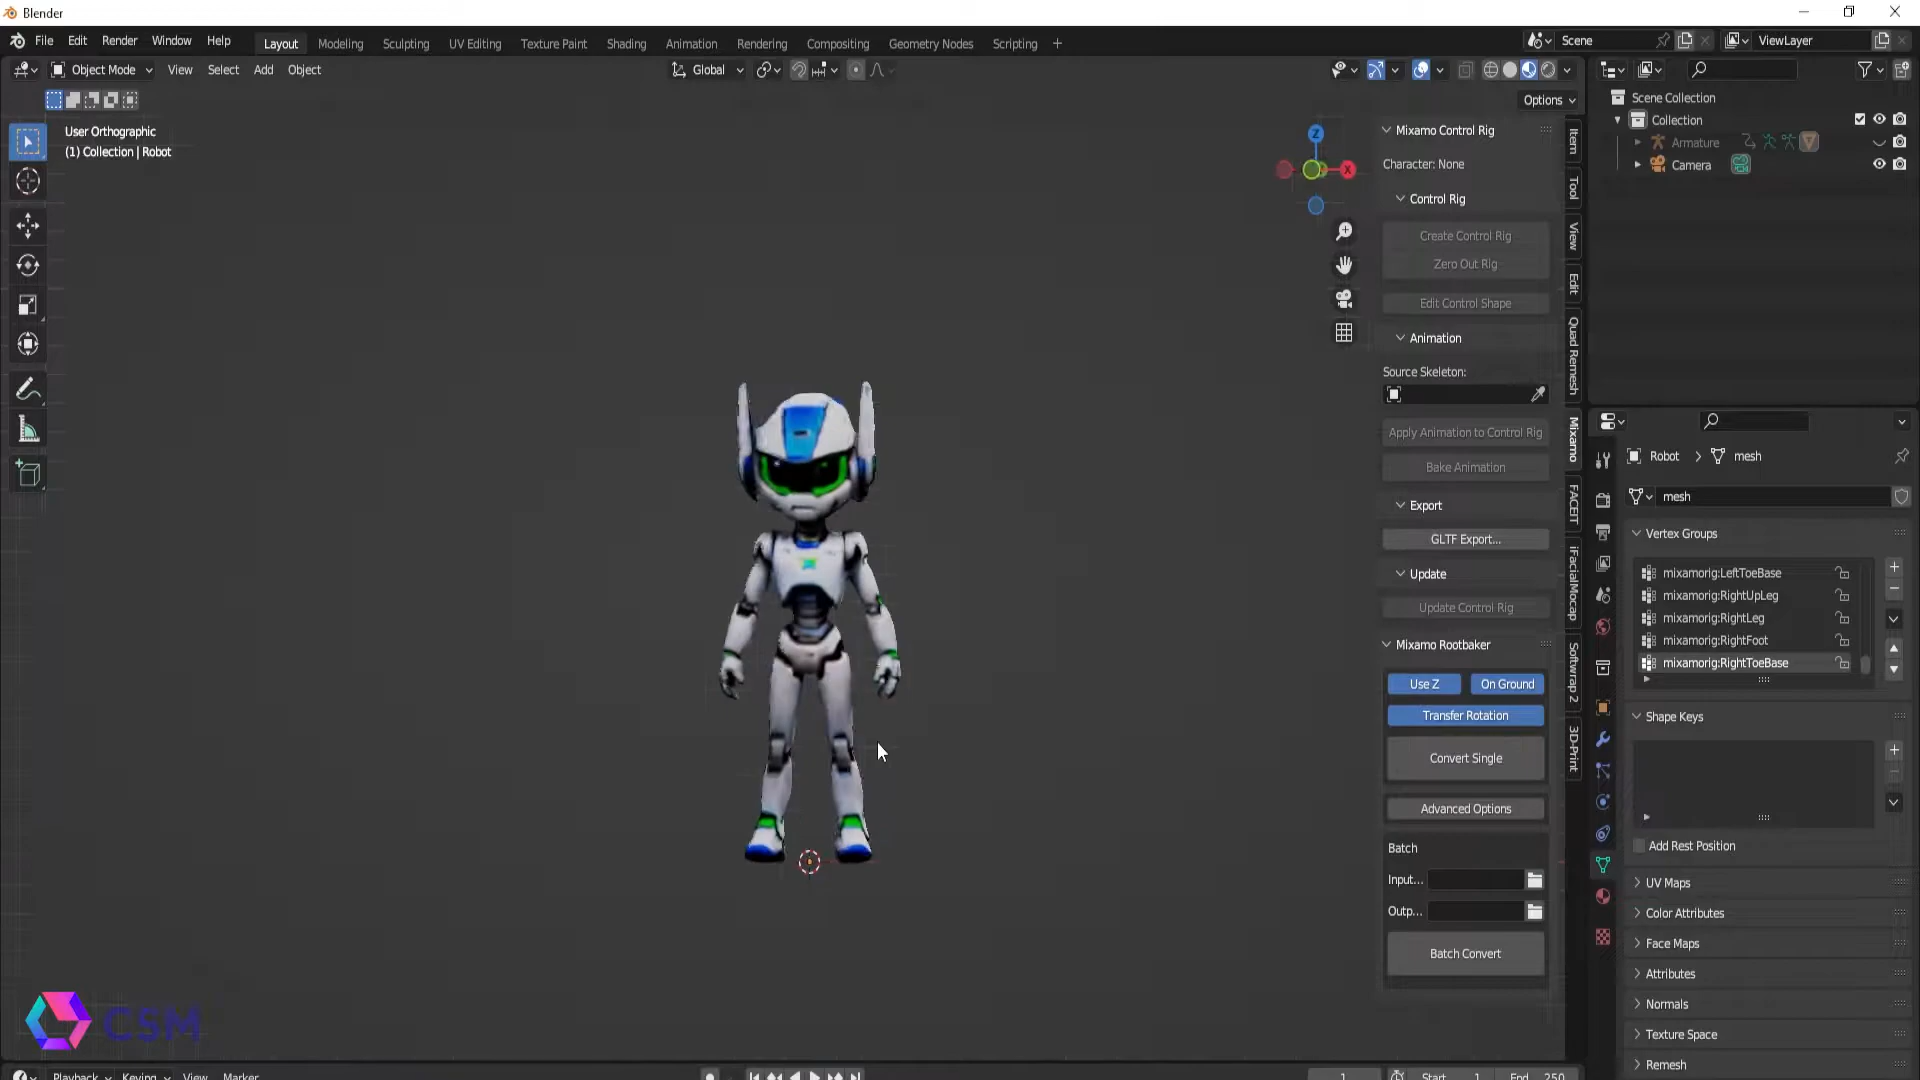 Blender
File Edit Render Window Help
Layout Modeling Sculpting UV Editing Texture Paint Shading Animation Rendering Compositing Geometry Nodes Scripting +
Scene
ViewLayer
Object Mode View Select Add Object
Global
Options
User Orthographic
(1) Collection | Robot
Z
X
Mixamo Control Rig
Character: None
Control Rig
Create Control Rig
Zero Out Rig
Edit Control Shape
Animation
Source Skeleton:
Apply Animation to Control Rig
Bake Animation
Export
GLTF Export...
Update
Update Control Rig
Mixamo Rootbaker
Use Z On Ground
Transfer Rotation
Convert Single
Advanced Options
Batch
Input...
Outp...
Batch Convert
Item
Tool
View
Edit
Quad Remesh
Mixamo
FACEIT
iFacialMocap
Softwrap 2
3D-Print
Scene Collection
Collection
Armature
Camera
Robot > mesh
mesh
Vertex Groups
mixamorig:LeftToeBase
mixamorig:RightUpLeg
mixamorig:RightLeg
mixamorig:RightFoot
mixamorig:RightToeBase
Shape Keys
Add Rest Position
UV Maps
Color Attributes
Face Maps
Attributes
Normals
Texture Space
Remesh
CSM
Playback Keying View Marker
1 Start 1 End 250